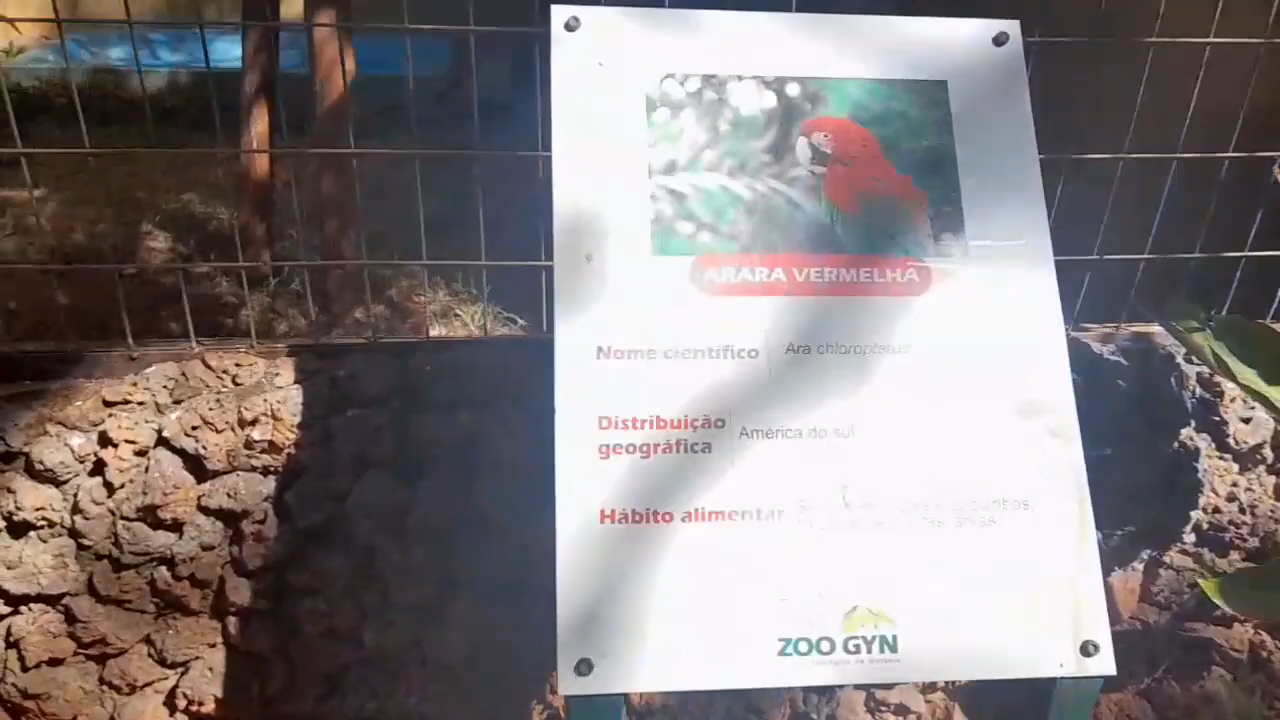 ARARA VERMELHA
Nome científico Ara chloropterus
Distribuição
geográfica
América do sul
Hábito alimentar
ZOO GYN